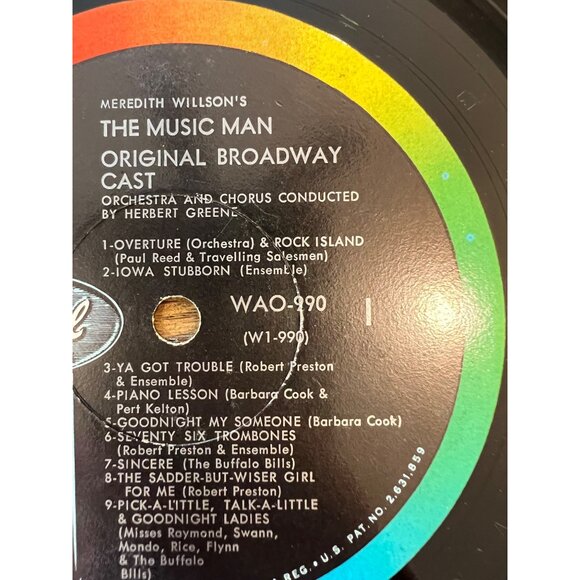 MEREDITH WILLSON'S
THE MUSIC MAN
ORIGINAL BROADWAY
CAST
ORCHESTRA AND CHORUS CONDUCTED
BY HERBERT GREENE
1-OVERTURE (Orchestra) & ROCK ISLAND
(Paul Reed & Travelling Salesmen)
2-IOWA STUBBORN (Ensemble)
WAO-990
1
(W1-990)
3-YA GOT TROUBLE (Robert Preston
& Ensemble)
4-PIANO LESSON (Barbara Cook &
Pert Kelton)
5-GOODNIGHT MY SOMEONE (Barbara Cook)
6-SEVENTY SIX TROMBONES
(Robert Preston & Ensemble)
7-SINCERE (The Buffalo Bills)
8-THE SADDER-BUT-WISER GIRL
FOR ME (Robert Preston)
9-PICK-A-LITTLE, TALK-A-LITTLE
& GOODNIGHT LADIES
(Misses Raymond, Swann,
Mondo, Rice, Flynn
& The Buffalo
Bills)
REG. • U.S. PAT. NO. 2,631,859